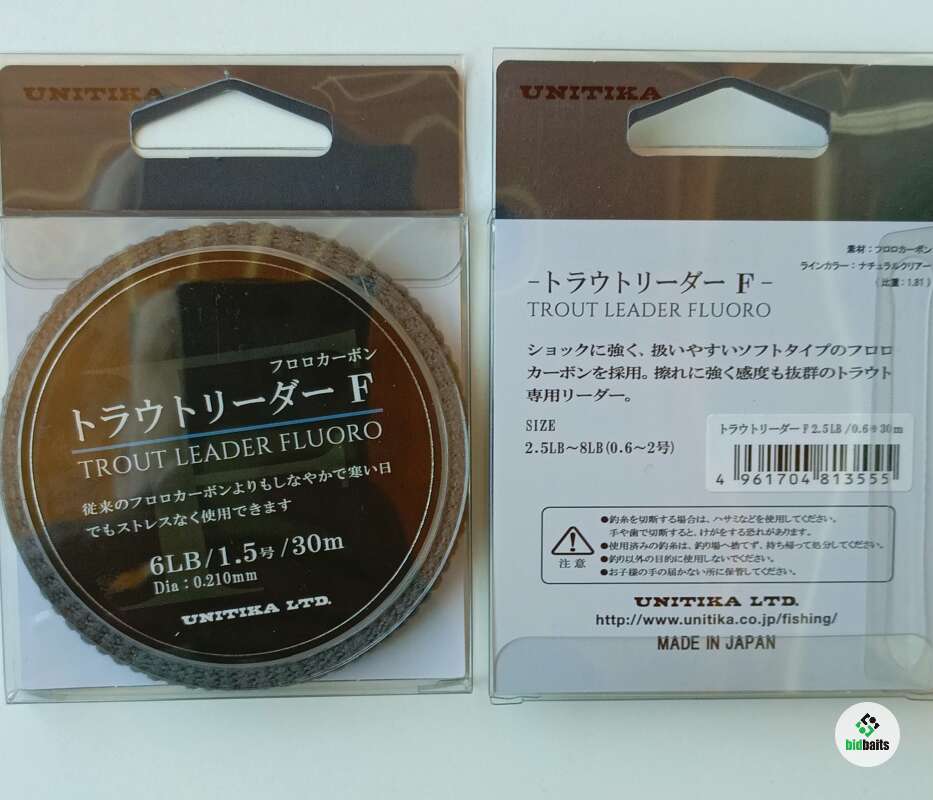 UNITIKA
フロロカーボン
トラウトリーダー F
TROUT LEADER FLUORO
従来のフロロカーボンよりもしなやかで寒い日
でもストレスなく使用できます
6LB/1.5号/30m
Dia:0.210mm
UNITIKA LTD.
UNITIKA
素材:フロロカーボン
ラインカラー:ナチュラルクリアー
(比重:1.81)
-トラウトリーダー F-
TROUT LEADER FLUORO
ショックに強く、扱いやすいソフトタイプのフロロ
カーボンを採用。擦れに強く感度も抜群のトラウト
専用リーダー。
SIZE
2.5LB~8LB(0.6~2号)
トラウトリーダー F 2.5LB/0.6号30m
4 961704 813555
注意
●釣糸を切断する場合は、ハサミなどを使用してください。
手や歯で切断すると、けがをする恐れがあります。
●使用済みの釣糸は、釣り場へ捨てず、持ち帰って処分してください。
●釣り以外の目的に使用しないでください。
●お子様の手の届かない所に保管してください。
UNITIKA LTD.
http://www.unitika.co.jp/fishing/
MADE IN JAPAN
bidbaits